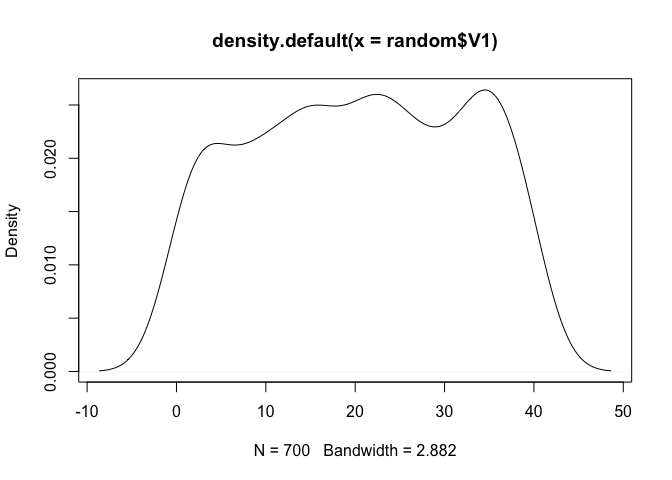 density.default(x = random$V1)
Density
0.020
0.010
0.000
-10 0 10 20 30 40 50
N = 700 Bandwidth = 2.882